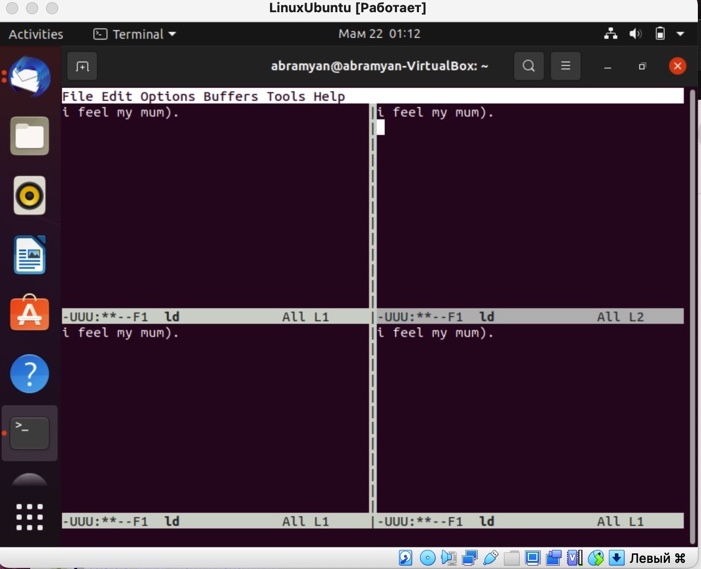 LinuxUbuntu [Работает]
Activities Terminal Мам 22 01:12
abramyan@abramyan-VirtualBox: ~
File Edit Options Buffers Tools Help
i feel my mum).
i feel my mum).
-UUU:**--F1 ld All L1
-UUU:**--F1 ld All L2
i feel my mum).
i feel my mum).
-UUU:**--F1 ld All L1
-UUU:**--F1 ld All L1
Левый ⌘